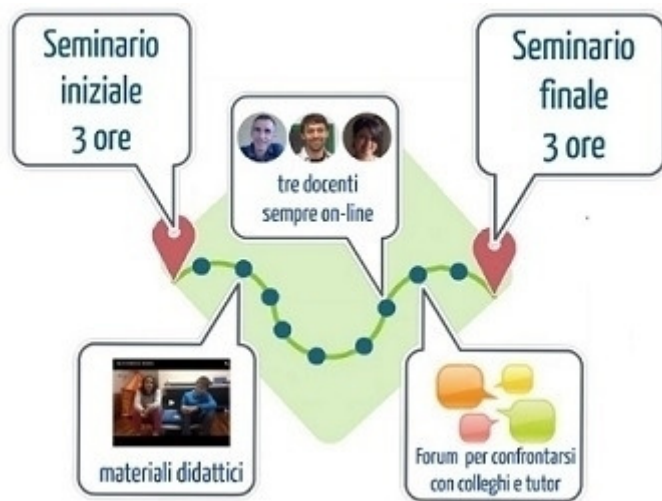 Seminario
iniziale
3 ore
Seminario
finale
3 ore
tre docenti
sempre on-line
materiali didattici
Forum per confrontarsi
con colleghi e tutor